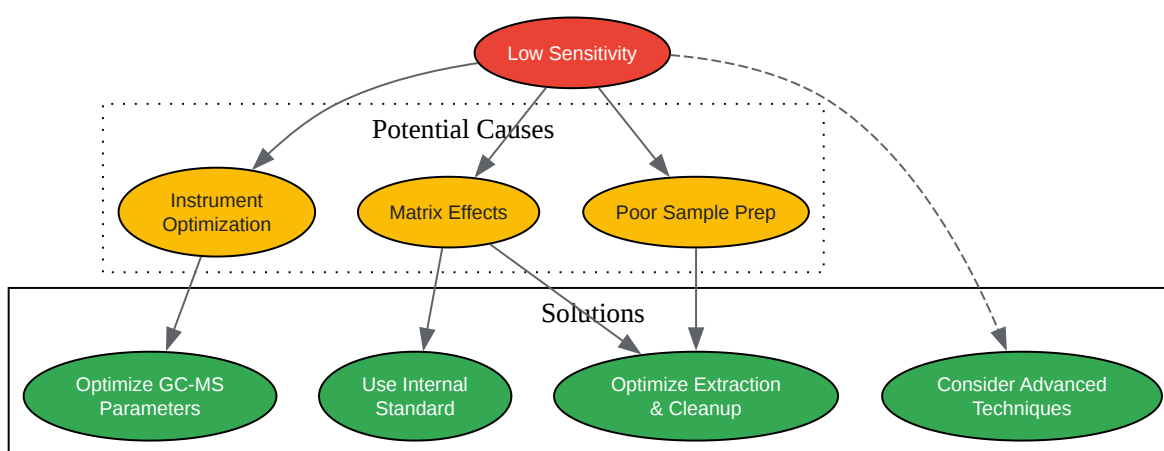 Low Sensitivity
Potential Causes
Instrument
Optimization
Matrix Effects
Poor Sample Prep
Solutions
Optimize GC-MS
Parameters
Use Internal
Standard
Optimize Extraction
& Cleanup
Consider Advanced
Techniques